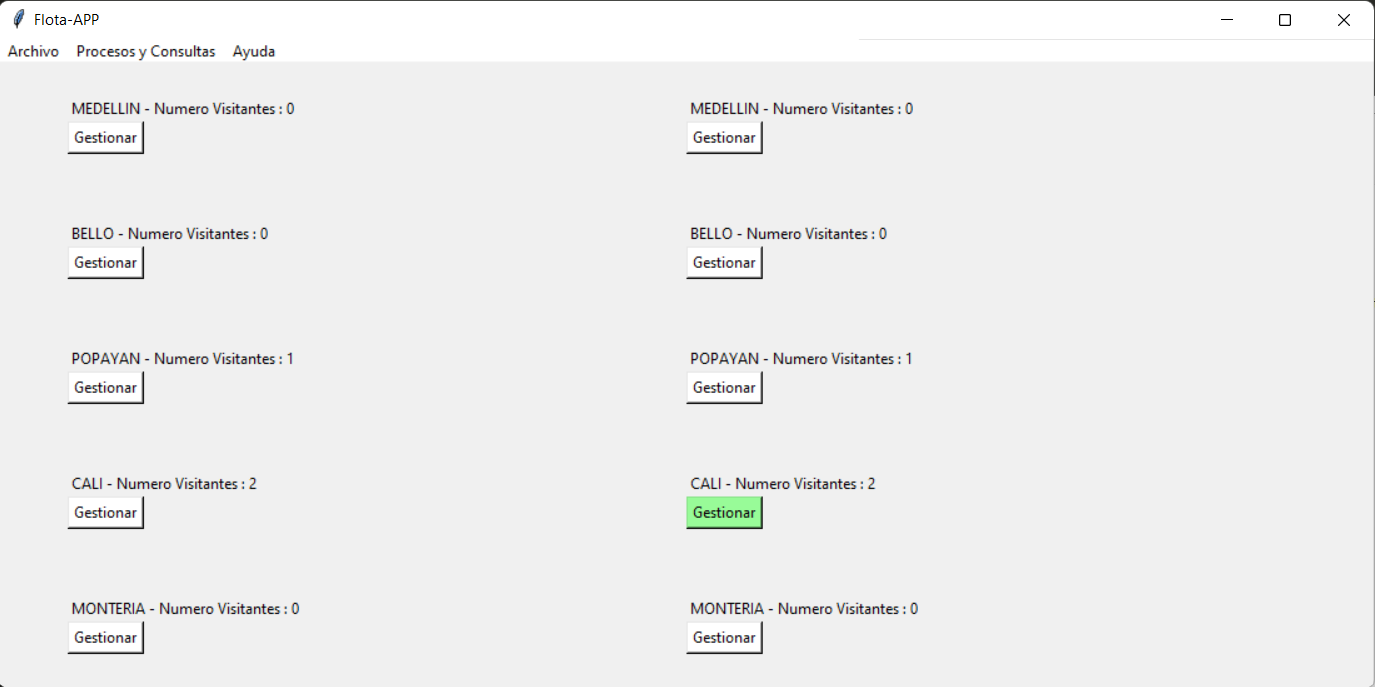 Flota-APP
Archivo Procesos y Consultas Ayuda
MEDELLIN - Numero Visitantes : 0 MEDELLIN - Numero Visitantes : 0
Gestionar Gestionar
BELLO - Numero Visitantes : 0 BELLO - Numero Visitantes : 0
Gestionar Gestionar
POPAYAN - Numero Visitantes : 1 POPAYAN - Numero Visitantes : 1
Gestionar Gestionar
CALI - Numero Visitantes : 2 CALI - Numero Visitantes : 2
Gestionar Gestionar
MONTERIA - Numero Visitantes : 0 MONTERIA - Numero Visitantes : 0
Gestionar Gestionar